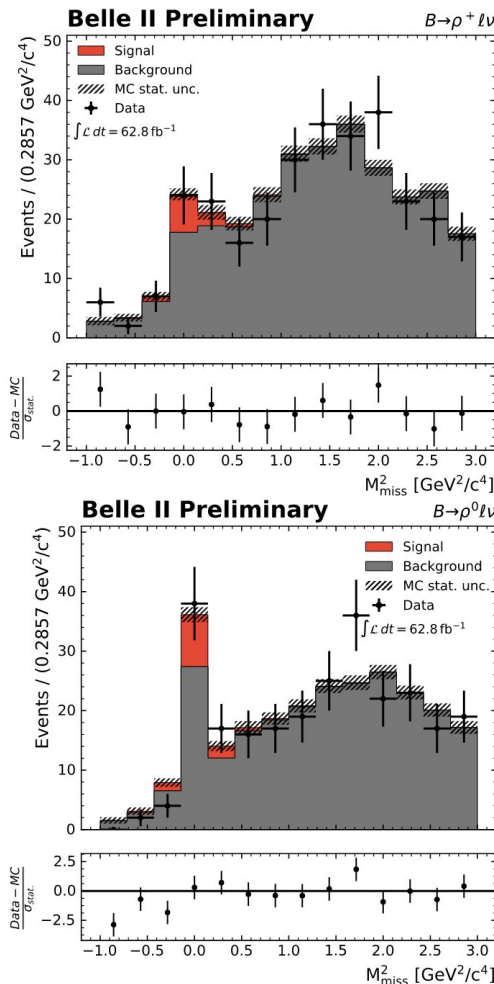 Belle II Preliminary B→ρ⁺ℓν
Events / (0.2857 GeV²/c⁴)
50
40
30
20
10
0
Signal
Background
MC stat. unc.
Data
∫ℒ dt = 62.8 fb⁻¹
Data − MC
σstat.
2
0
−2
−1.0 −0.5 0.0 0.5 1.0 1.5 2.0 2.5 3.0
M²miss [GeV²/c⁴]
Belle II Preliminary B→ρ⁰ℓν
Events / (0.2857 GeV²/c⁴)
50
40
30
20
10
0
Signal
Background
MC stat. unc.
Data
∫ℒ dt = 62.8 fb⁻¹
Data − MC
σstat.
2.5
0.0
−2.5
−1.0 −0.5 0.0 0.5 1.0 1.5 2.0 2.5 3.0
M²miss [GeV²/c⁴]